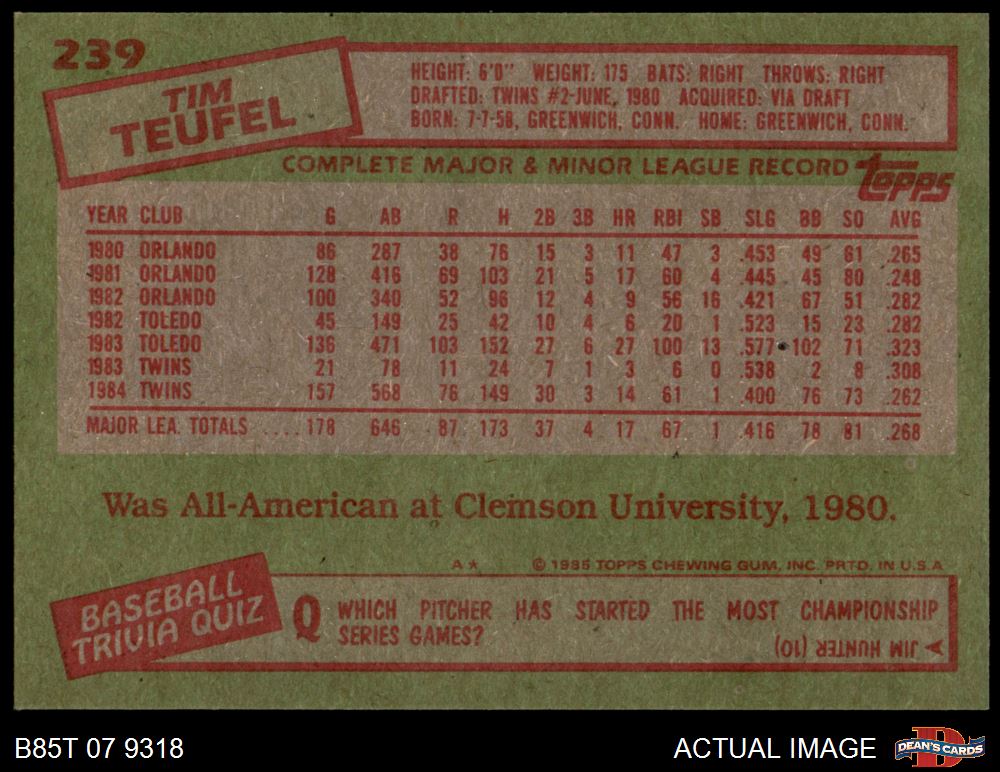 239
TIM
TEUFEL
HEIGHT: 6'0" WEIGHT: 175 BATS: RIGHT THROWS: RIGHT
DRAFTED: TWINS #2-JUNE, 1980 ACQUIRED: VIA DRAFT
BORN: 7-7-58, GREENWICH, CONN. HOME: GREENWICH, CONN.
COMPLETE MAJOR & MINOR LEAGUE RECORD topps
YEAR CLUB G AB R H 2B 3B HR RBI SB SLG BB SO AVG
1980 ORLANDO 86 287 38 76 15 3 11 47 3 .453 49 61 .265
1981 ORLANDO 128 416 69 103 21 5 17 60 4 .445 45 80 .248
1982 ORLANDO 100 340 52 96 12 4 9 56 16 .421 67 51 .282
1982 TOLEDO 45 149 25 42 10 4 6 20 1 .523 15 23 .282
1983 TOLEDO 136 471 103 152 27 6 27 100 13 .577 102 71 .323
1983 TWINS 21 78 11 24 7 1 3 6 0 .538 2 8 .308
1984 TWINS 157 568 76 149 30 3 14 61 1 .400 76 73 .262
MAJOR LEA. TOTALS ....178 646 87 173 37 4 17 67 1 .416 78 81 .268
Was All-American at Clemson University, 1980.
A* © 1985 TOPPS CHEWING GUM, INC. PRTD. IN U.S.A.
BASEBALL
TRIVIA QUIZ
Q WHICH PITCHER HAS STARTED THE MOST CHAMPIONSHIP
SERIES GAMES?
A JIM HUNTER (10)
B85T 07 9318
ACTUAL IMAGE
D
DEAN'S CARDS